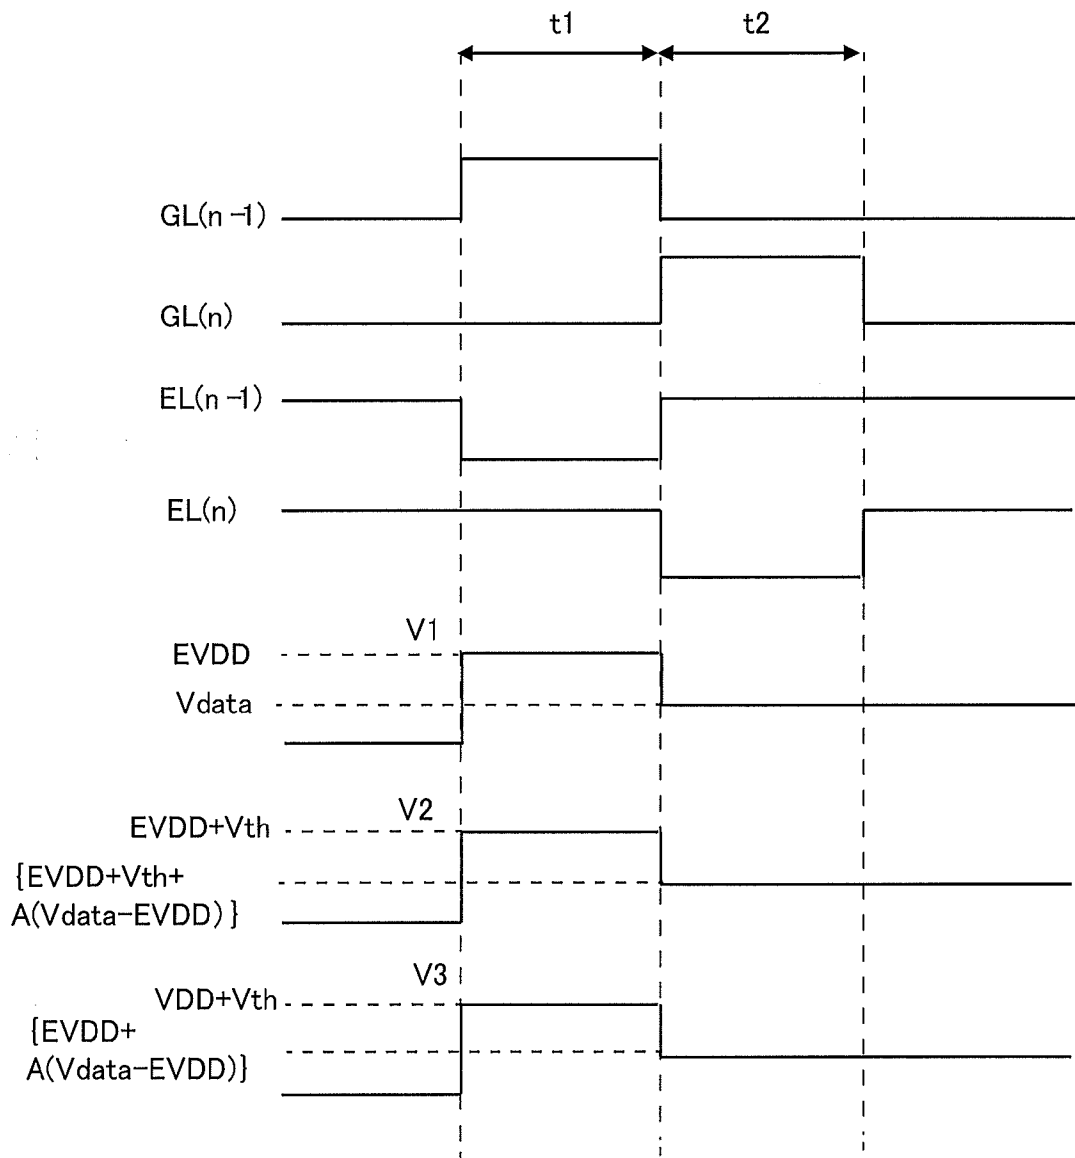 t1 t2
GL(n-1)
GL(n)
EL(n-1)
EL(n)
V1
EVDD
Vdata
V2
EVDD+Vth
{EVDD+Vth+
A(Vdata-EVDD)}
V3
VDD+Vth
{EVDD+
A(Vdata-EVDD)}